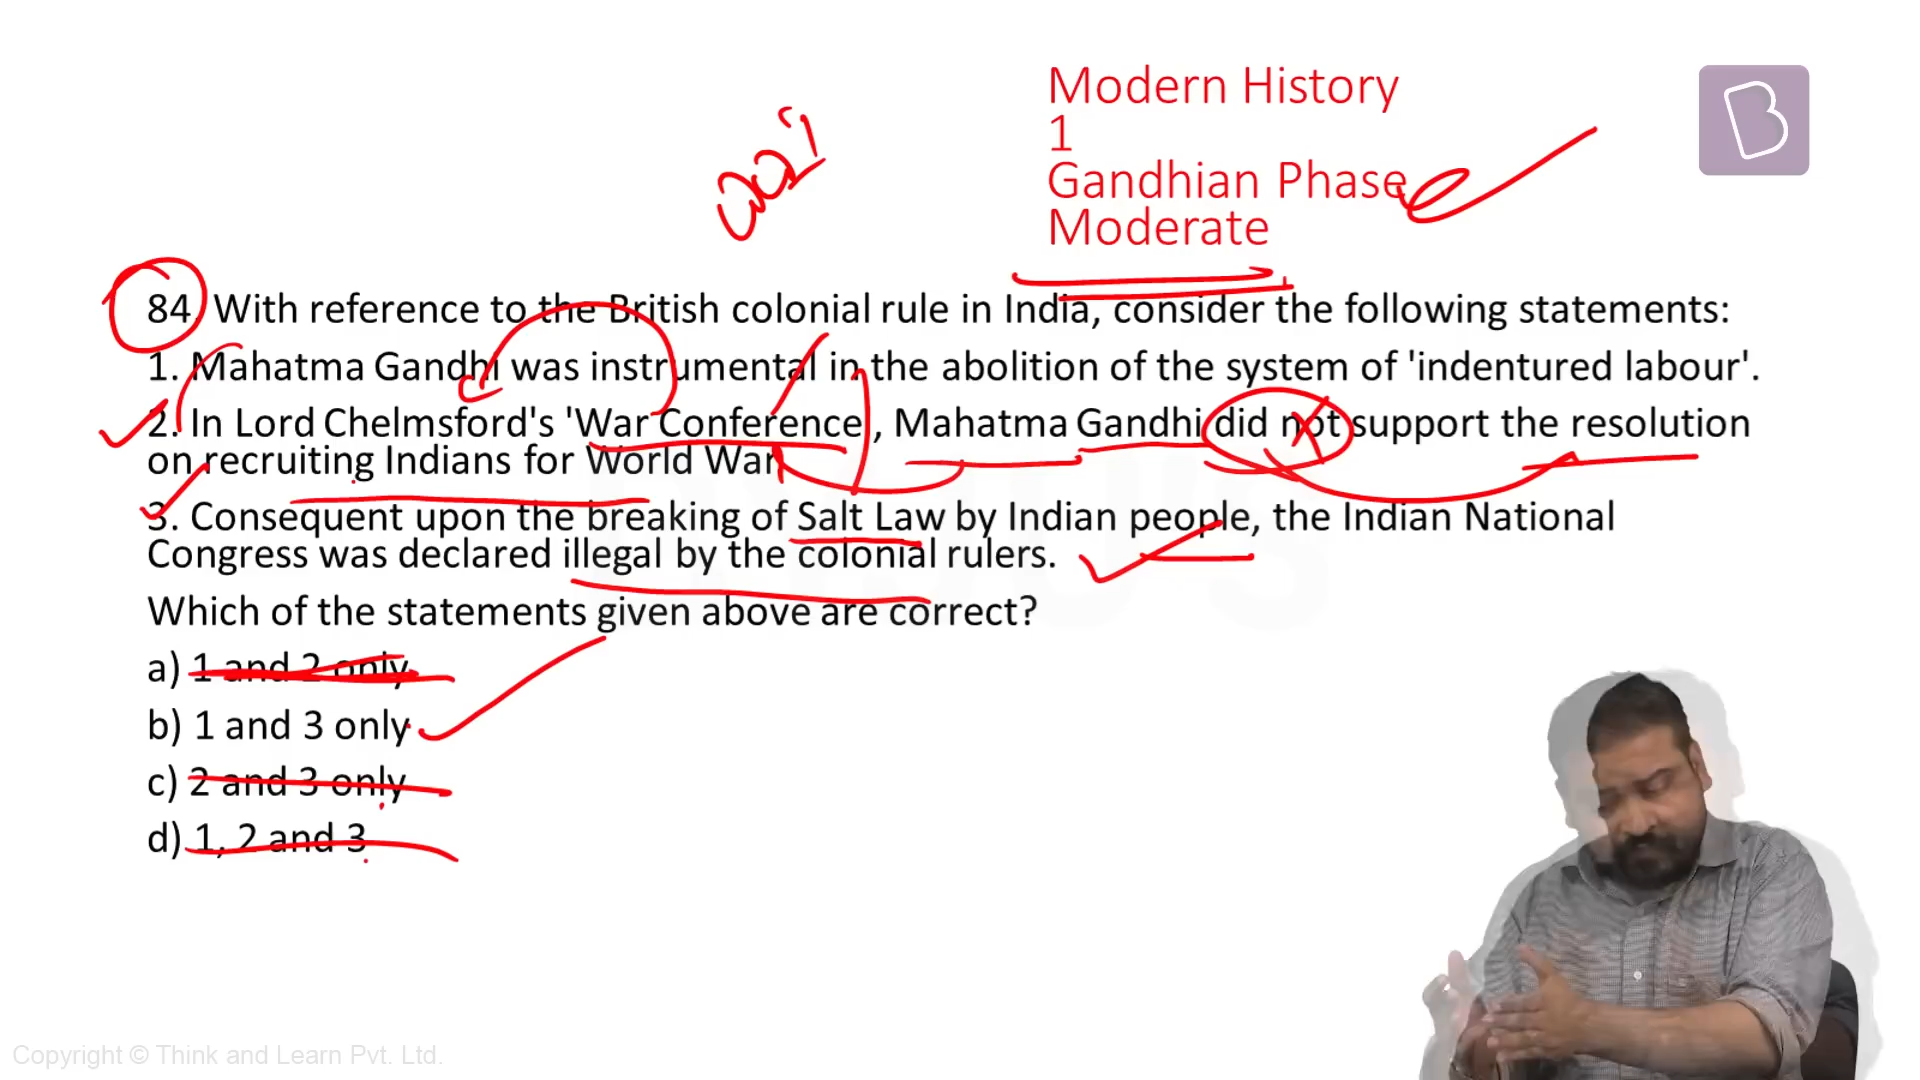 Modern History
1
Gandhian Phase
Moderate
B
84. With reference to the British colonial rule in India, consider the following statements:
1. Mahatma Gandhi was instrumental in the abolition of the system of 'indentured labour'.
2. In Lord Chelmsford's 'War Conference', Mahatma Gandhi did not support the resolution
on recruiting Indians for World War.
3. Consequent upon the breaking of Salt Law by Indian people, the Indian National
Congress was declared illegal by the colonial rulers.
Which of the statements given above are correct?
a) 1 and 2 only
b) 1 and 3 only
c) 2 and 3 only
d) 1, 2 and 3
Copyright © Think and Learn Pvt. Ltd.